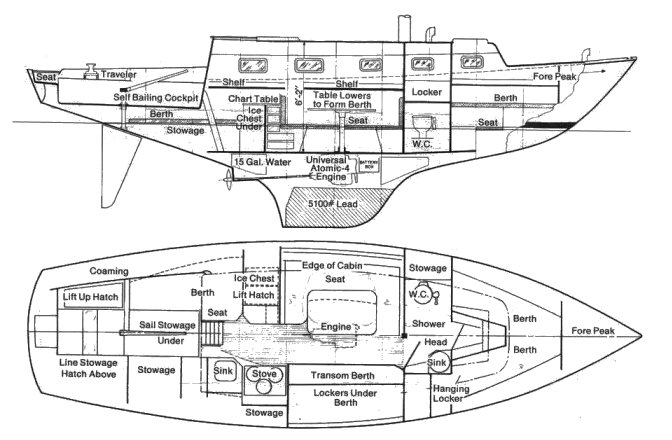 Seat
Traveler
Self Bailing Cockpit
Berth
Stowage
Shelf
Chart Table
Ice
Chest
Under
6'-2"
Shelf
Table Lowers
to Form Berth
Seat
Locker
W.C.
Fore Peak
Berth
Seat
15 Gal. Water
Universal
Atomic-4
Engine
BATTERY
BOX
5100# Lead
Coaming
Lift Up Hatch
Berth
Ice Chest
Lift Hatch
Edge of Cabin
Seat
Stowage
W.C.
Seat
Sail Stowage
Under
Engine
Shower
Head
Berth
Berth
Fore Peak
Line Stowage
Hatch Above
Stowage
Sink
Stove
Stowage
Transom Berth
Lockers Under
Berth
Sink
Hanging
Locker